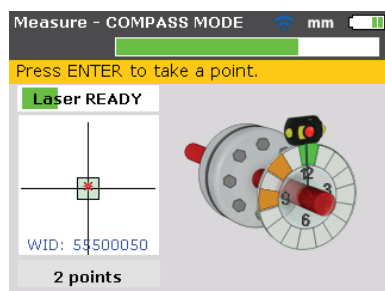 Measure - COMPASS MODE mm
Press ENTER to take a point.
Laser READY
12
3
9
6
WID: 55500050
2 points